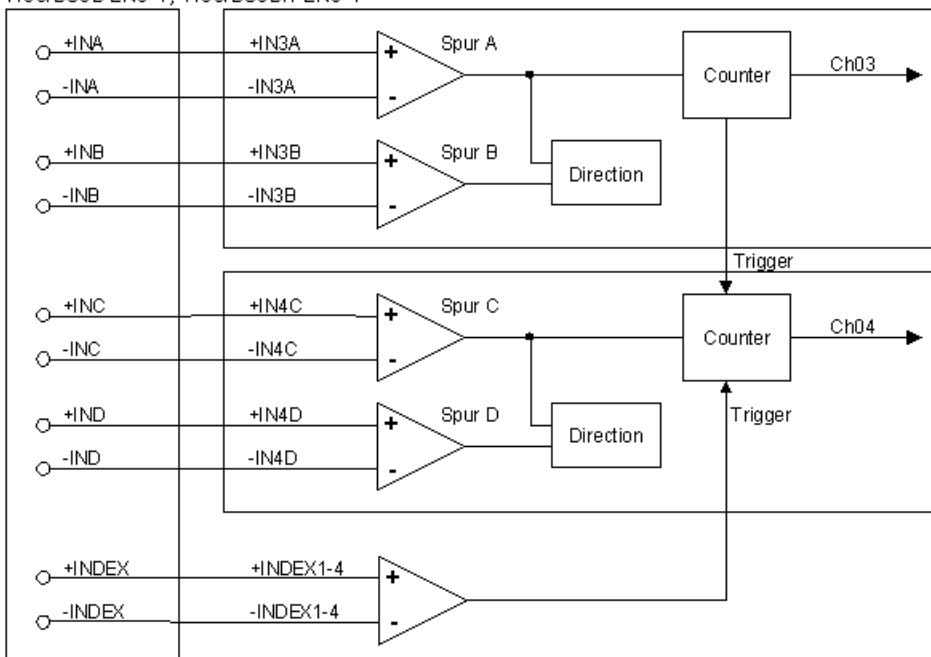 +INA +IN3A Spur A
Counter Ch03
-INA -IN3A
+INB +IN3B Spur B
Direction
-INB -IN3B
Trigger
+INC +IN4C Spur C
Counter Ch04
-INC -IN4C
+IND +IN4D Spur D Trigger
Direction
-IND -IN4D
+INDEX +INDEX1-4
-INDEX -INDEX1-4